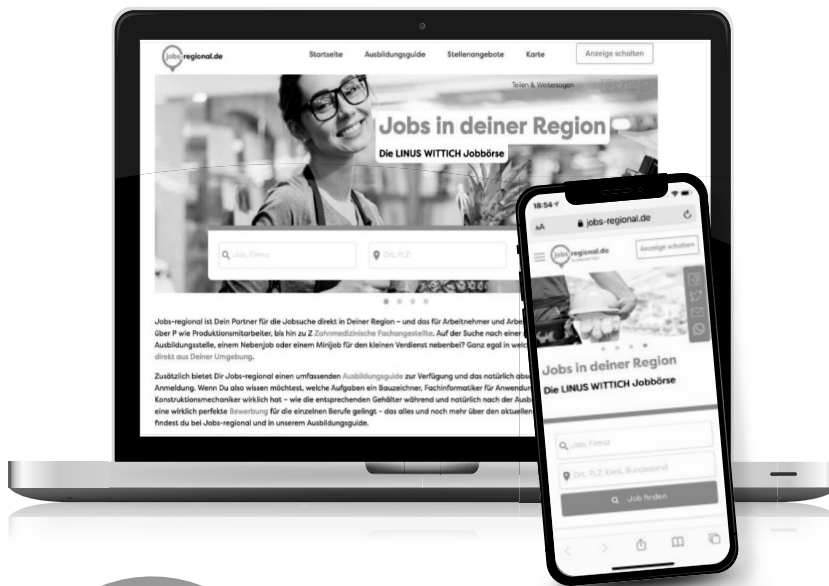 jobs-regional.de
Startseite
Ausbildungsguide
Stellenangebote
Karte
Anzeige schalten
Teilen & Weitersagen
Jobs in deiner Region
Die LINUS WITTICH Jobbörse
Job, Firma
Ort, PLZ
Jobs-regional ist Dein Partner für die Jobsuche direkt in Deiner Region – und das für Arbeitnehmer und
über P wie Produktionsmitarbeiter, bis hin zu Z Zahnmedizinische Fachangestellte. Auf der Suche nach einer
Ausbildungsstelle, einem Nebenjob oder einem Minijob für den kleinen Verdienst nebenbei? Ganz egal in
direkt aus Deiner Umgebung.
Zusätzlich bietet Dir Jobs-regional einen umfassenden Ausbildungsguide zur Verfügung und das natürlich
Anmeldung. Wenn Du also wissen möchtest, welche Aufgaben ein Bauzeichner, Fachinformatiker für
Konstruktionsmechaniker wirklich hat – wie die entsprechenden Gehälter während und natürlich nach der
eine wirklich perfekte Bewerbung für die einzelnen Berufe gelingt – das alles und noch mehr über den aktuellen
findest du bei Jobs-regional und in unserem Ausbildungsguide.
18:54
AA
jobs-regional.de
jobs-regional.de
Anzeige schalten
Jobs in deiner Region
Die LINUS WITTICH Jobbörse
Job, Firma
Ort, PLZ, Kreis, Bundesland
Job finden